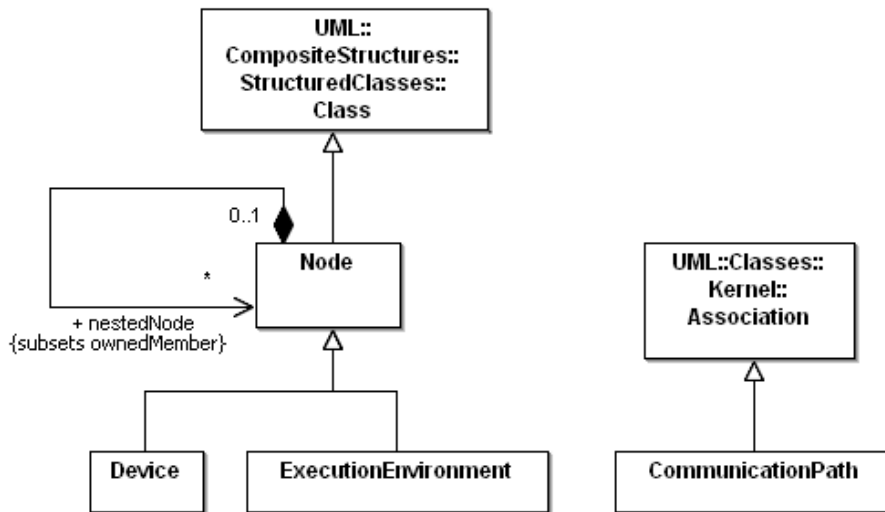 UML::
CompositeStructures::
StructuredClasses::
Class
0..1
Node
*
+ nestedNode
{subsets ownedMember}
UML::Classes::
Kernel::
Association
Device
ExecutionEnvironment
CommunicationPath